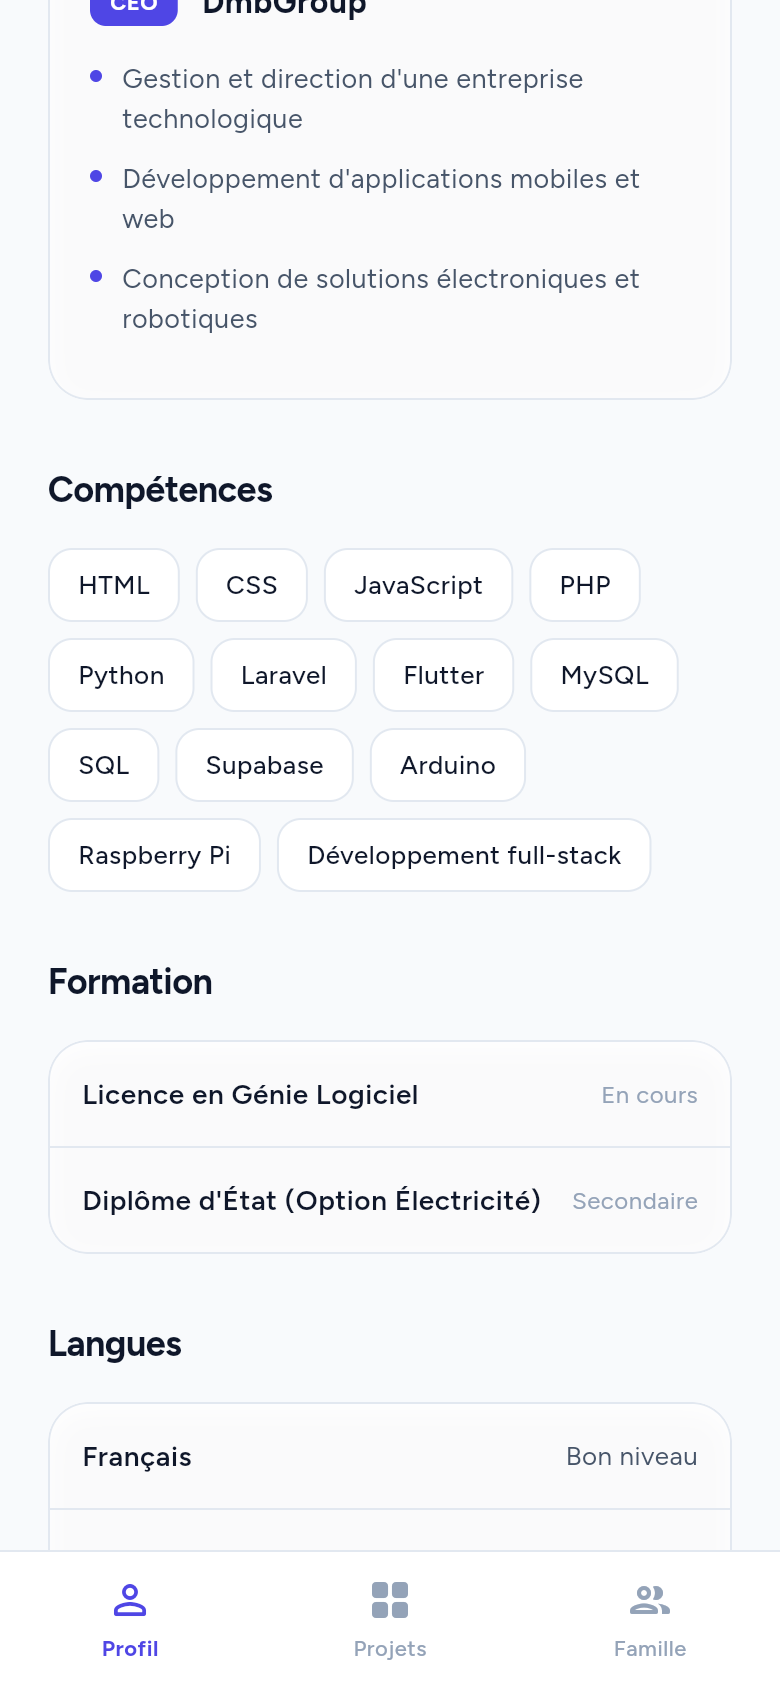 CEO DmbGroup
Gestion et direction d'une entreprise
technologique
Développement d'applications mobiles et
web
Conception de solutions électroniques et
robotiques
Compétences
HTML CSS JavaScript PHP
Python Laravel Flutter MySQL
SQL Supabase Arduino
Raspberry Pi Développement full-stack
Formation
Licence en Génie Logiciel En cours
Diplôme d'État (Option Électricité) Secondaire
Langues
Français Bon niveau
Profil Projets Famille